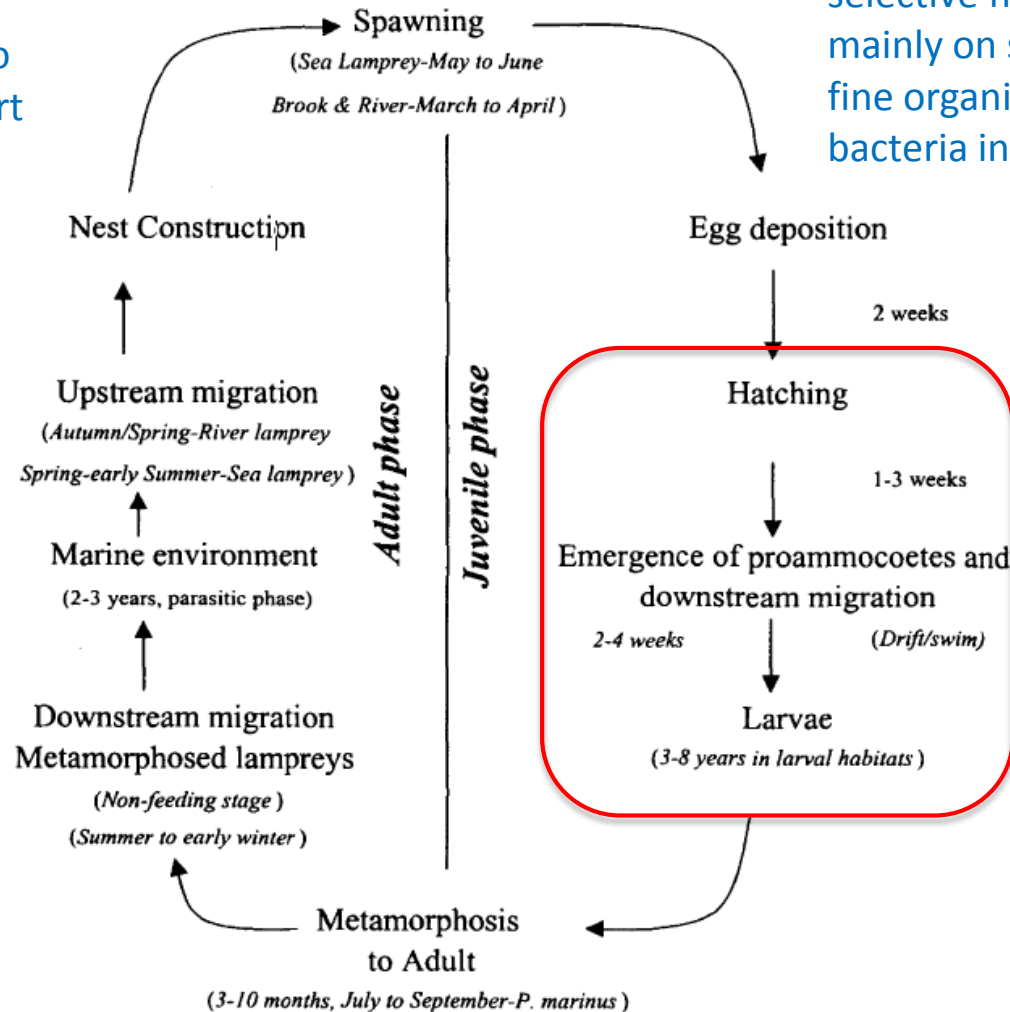 selective
mainly on
fine
bacteria in
rt
Spawning
(Sea Lamprey-May to June
Brook & River-March to April)
Nest Construction
Egg deposition
2 weeks
Upstream migration
(Autumn/Spring-River lamprey
Spring-early Summer-Sea lamprey)
Adult phase
Juvenile phase
Hatching
1-3 weeks
Marine environment
(2-3 years, parasitic phase)
Emergence of proammocoetes and
downstream migration
2-4 weeks
(Drift/swim)
Downstream migration
Metamorphosed lampreys
(Non-feeding stage)
(Summer to early winter)
Larvae
(3-8 years in larval habitats)
Metamorphosis
to Adult
(3-10 months, July to September-P. marinus)